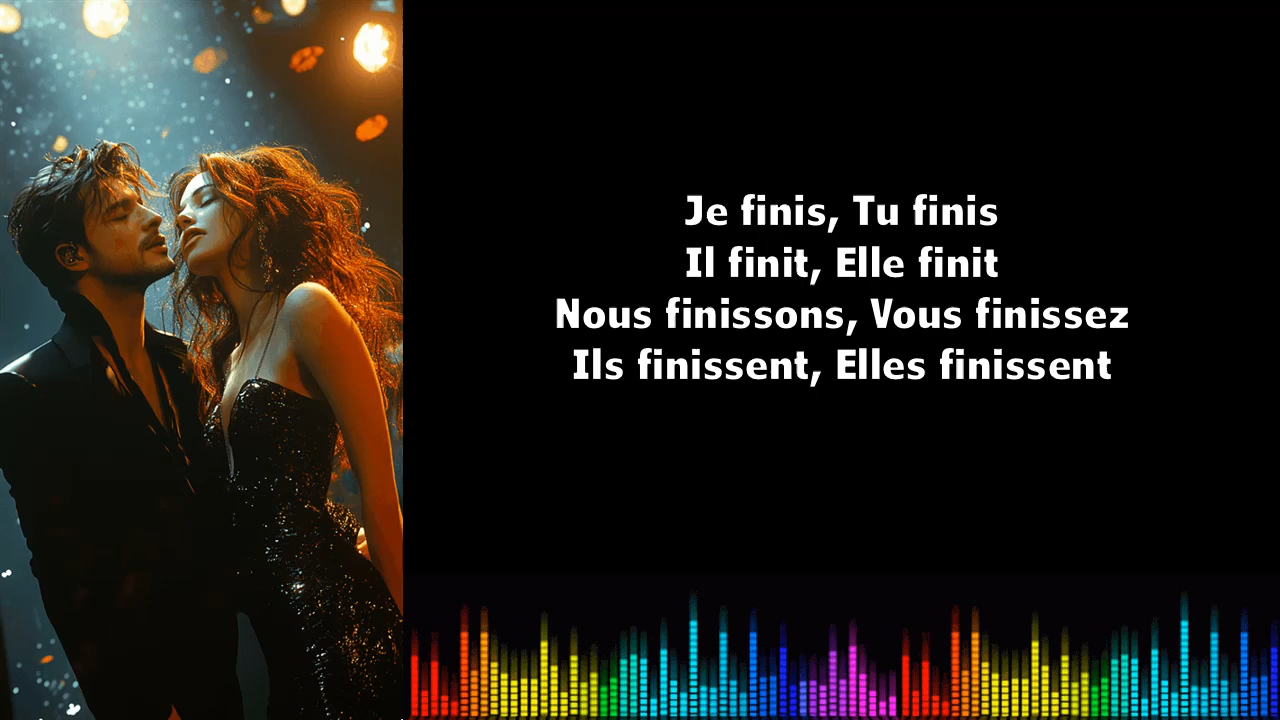 Je finis, Tu finis
Il finit, Elle finit
Nous finissons, Vous finissez
Ils finissent, Elles finissent